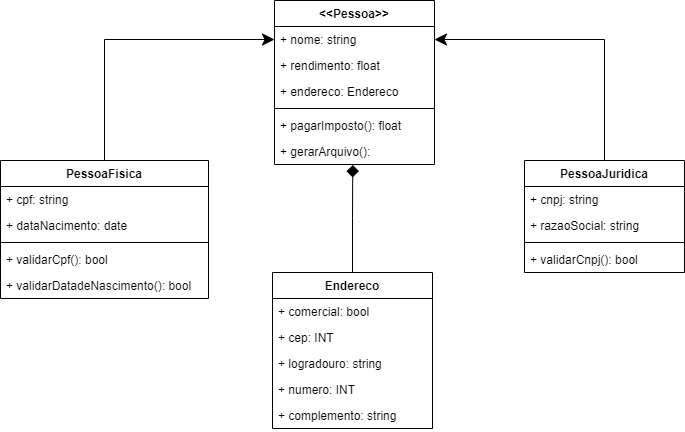 <<Pessoa>>
+ nome: string
+ rendimento: float
+ endereco: Endereco
+ pagarImposto(): float
+ gerarArquivo():
PessoaFisica
+ cpf: string
+ dataNacimento: date
+ validarCpf(): bool
+ validarDatadeNascimento(): bool
PessoaJuridica
+ cnpj: string
+ razaoSocial: string
+ validarCnpj(): bool
Endereco
+ comercial: bool
+ cep: INT
+ logradouro: string
+ numero: INT
+ complemento: string